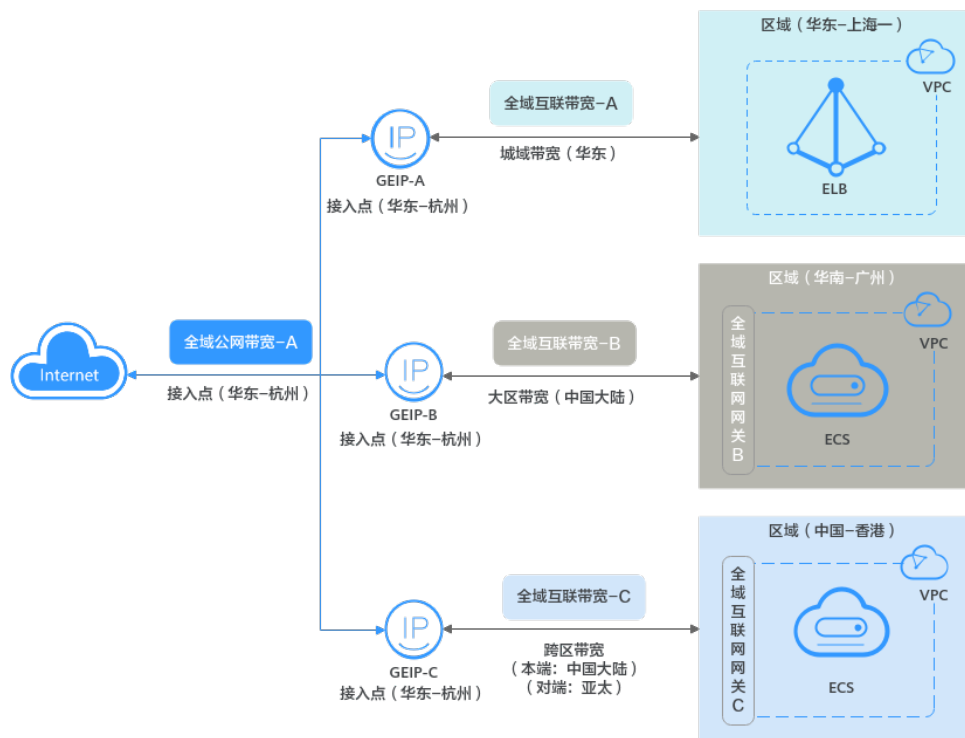 区域（华东-上海一）
VPC
ELB
全域互联带宽-A
城域带宽（华东）
IP
GEIP-A
接入点（华东-杭州）
区域（华南-广州）
VPC
全域互联网网关B
ECS
全域公网带宽-A
Internet
接入点（华东-杭州）
IP
GEIP-B
接入点（华东-杭州）
全域互联带宽-B
大区带宽（中国大陆）
区域（中国-香港）
VPC
全域互联网网关C
ECS
全域互联带宽-C
跨区带宽
（本端：中国大陆）
（对端：亚太）
IP
GEIP-C
接入点（华东-杭州）